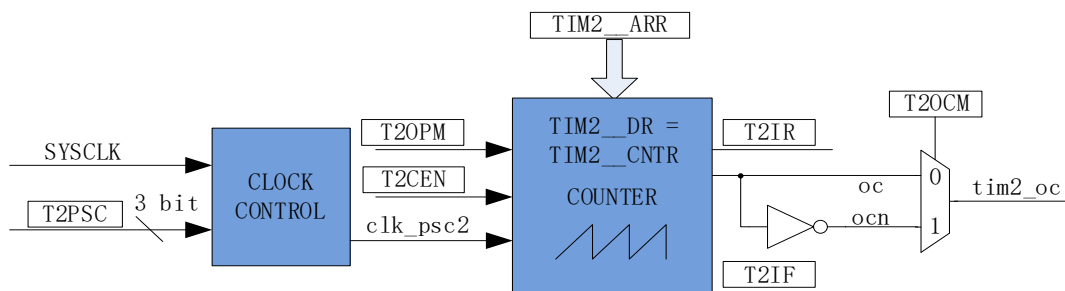 TIM2__ARR
T2OCM
T2OPM
TIM2__DR =
TIM2__CNTR
T2IR
SYSCLK
T2CEN
CLOCK
CONTROL
COUNTER
oc
0
tim2_oc
T2PSC
3 bit
clk_psc2
ocn
1
T2IF